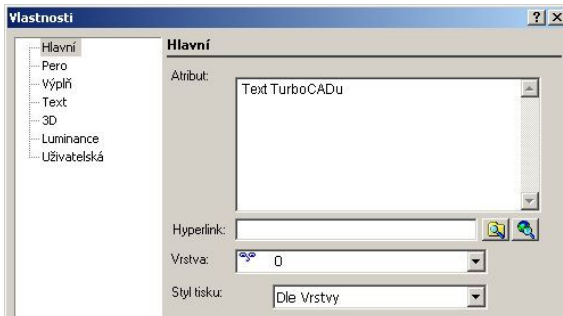 Vlastnosti
Hlavní
Pero
Výplň
Text
3D
Luminance
Uživatelská
Hlavní
Atribut:
Text TurboCADu
Hyperlink:
Vrstva: 0
Styl tisku: Dle Vrstvy